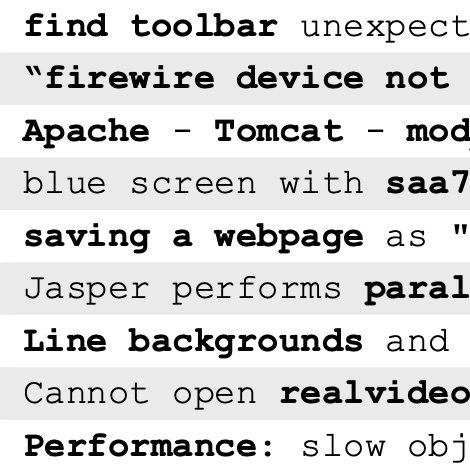 find toolbar unexpect
“firewire device not
Apache - Tomcat - mod
blue screen with saa7
saving a webpage as "
Jasper performs paral
Line backgrounds and
Cannot open realvideo
Performance: slow obj